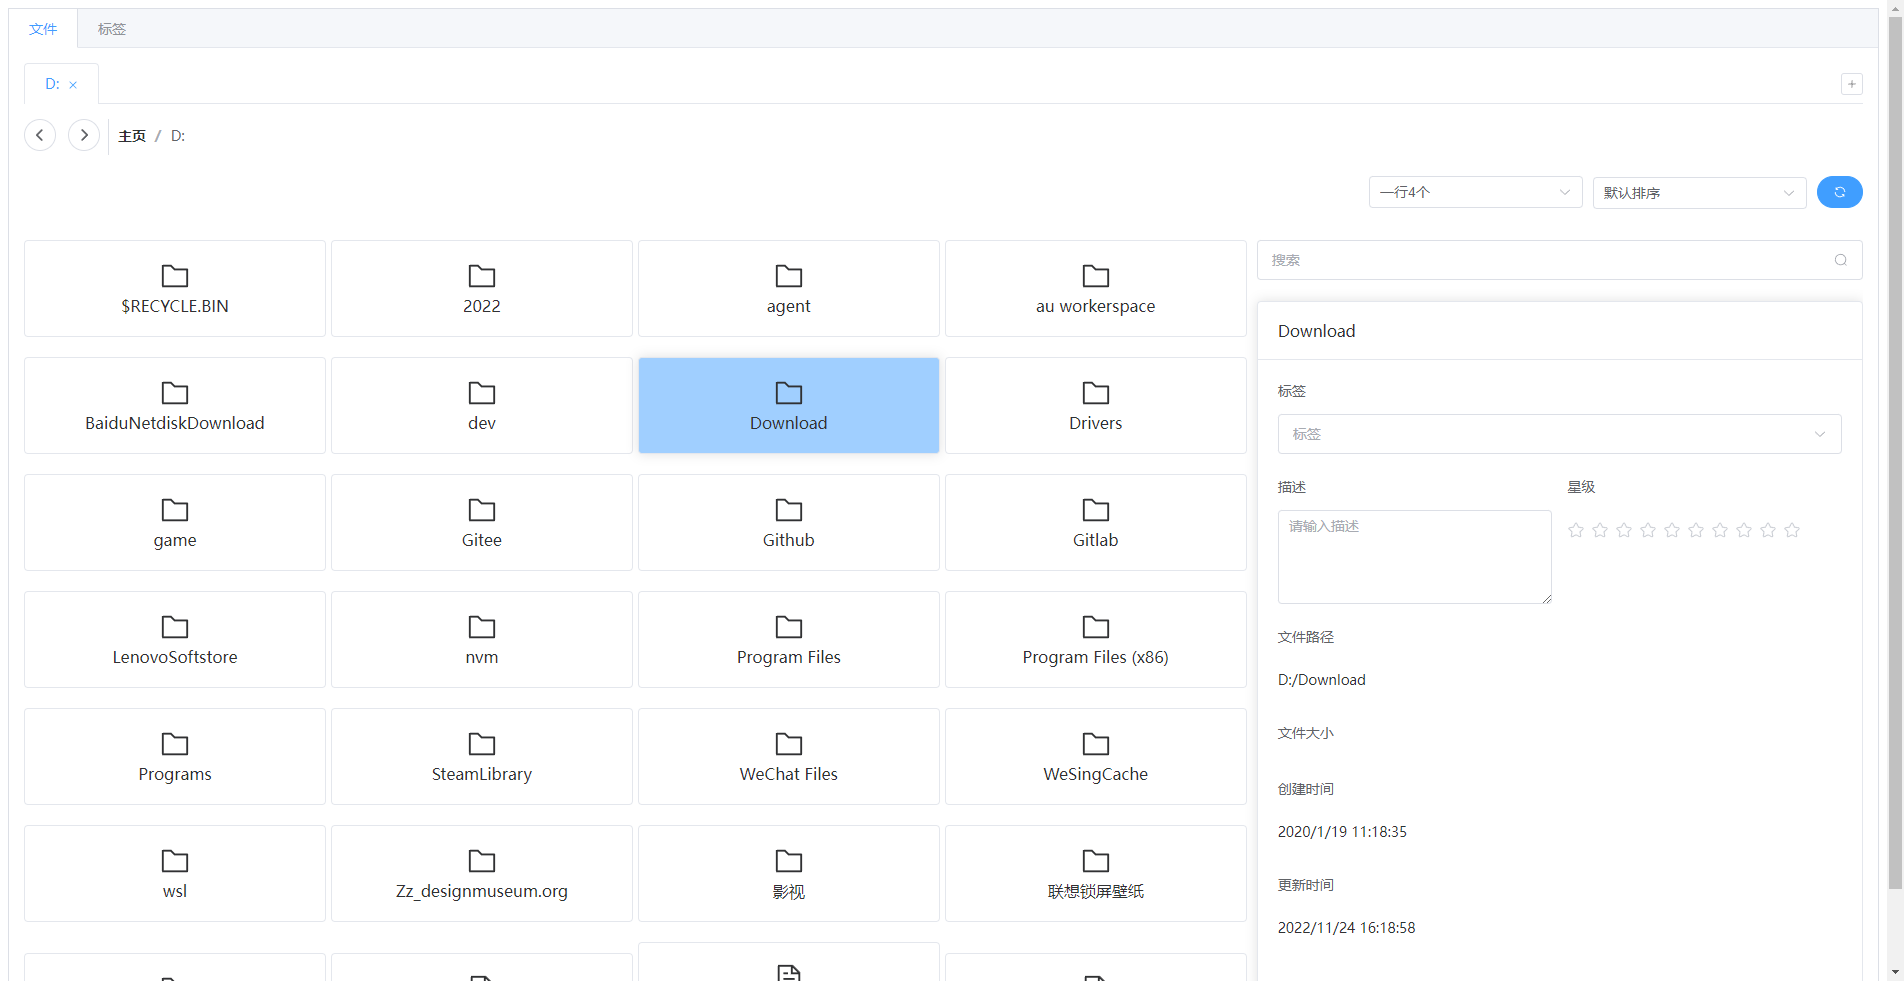 文件
标签
D:
主页 / D:
一行4个
默认排序
$RECYCLE.BIN
2022
agent
au workerspace
搜索
BaiduNetdiskDownload
dev
Download
Drivers
game
Gitee
Github
Gitlab
LenovoSoftstore
nvm
Program Files
Program Files (x86)
Programs
SteamLibrary
WeChat Files
WeSingCache
wsl
Zz_designmuseum.org
影视
联想锁屏壁纸
Download
标签
标签
描述
星级
请输入描述
文件路径
D:/Download
文件大小
创建时间
2020/1/19 11:18:35
更新时间
2022/11/24 16:18:58